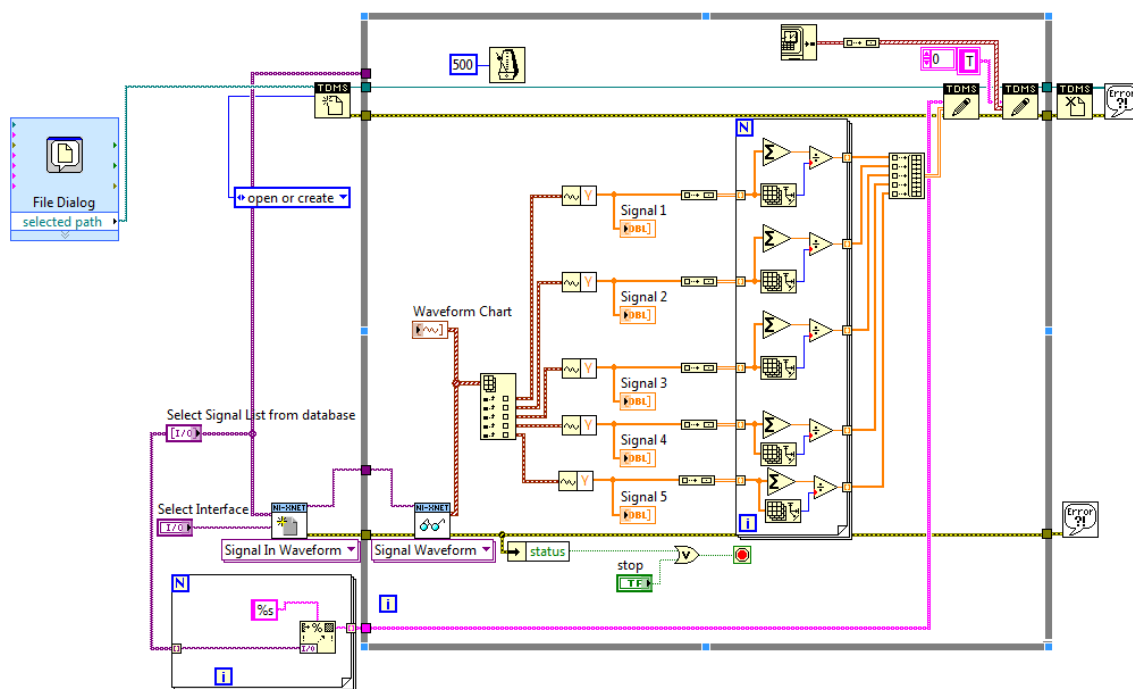 500
0
T
TDMS
TDMS
TDMS
TDMS
Error
?!
File Dialog
selected path
open or create
N
Y
Signal 1
DBL
Y
Signal 2
DBL
Waveform Chart
Y
Signal 3
DBL
Y
Signal 4
DBL
Y
Signal 5
DBL
i
Select Signal List from database
I/O
Select Interface
I/O
NI-XNET
NI-XNET
Signal In Waveform
Signal Waveform
status
stop
TF
Error
?!
N
%s
I/O
i
i